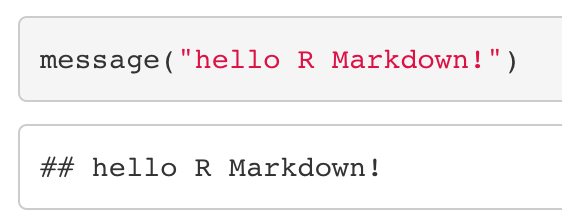 message("hello R Markdown!")
## hello R Markdown!